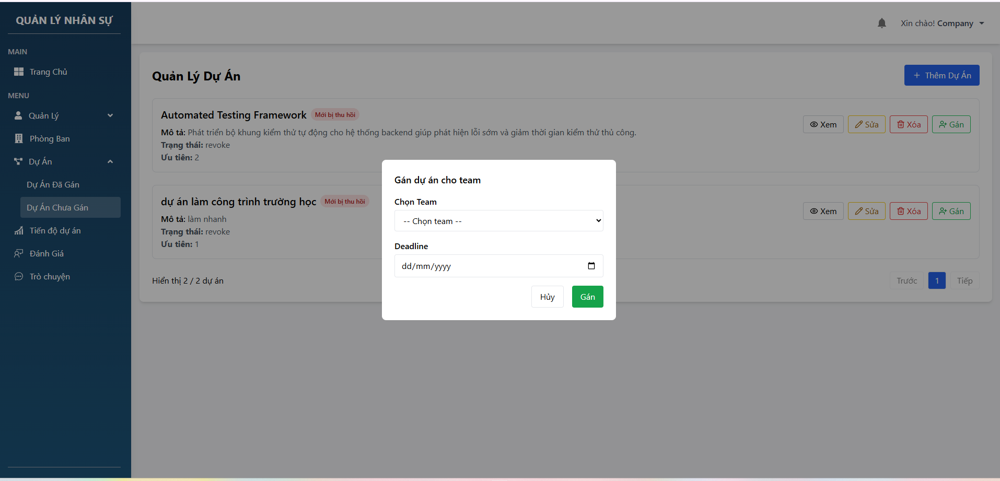 QUẢN LÝ NHÂN SỰ
MAIN
Trang Chủ
MENU
Quản Lý
Phòng Ban
Dự Án
Dự Án Đã Gán
Dự Án Chưa Gán
Tiến độ dự án
Đánh Giá
Trò chuyện
Xin chào! Company
Quản Lý Dự Án
+ Thêm Dự Án
Automated Testing Framework Mới bị thu hồi
Mô tả: Phát triển bộ khung kiểm thử tự động cho hệ thống backend giúp phát hiện lỗi sớm và giảm thời gian kiểm thử thủ công.
Trạng thái: revoke
Ưu tiên: 2
Xem Sửa Xóa Gán
dự án làm công trình trường học Mới bị thu hồi
Mô tả: làm nhanh
Trạng thái: revoke
Ưu tiên: 1
Xem Sửa Xóa Gán
Hiển thị 2 / 2 dự án
Trước 1 Tiếp
Gán dự án cho team
Chọn Team
-- Chọn team --
Deadline
dd/mm/yyyy
Hủy Gán